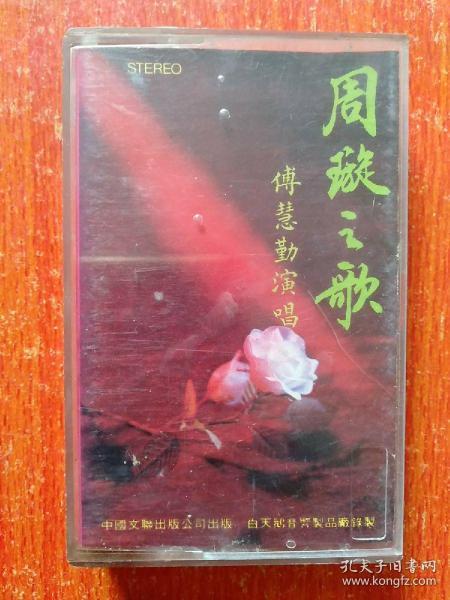 STEREO
周璇之歌
傅慧勤演唱
中國文聯出版公司出版 白天鵝音響製品廠錄製
孔夫子旧书网
www.kongfz.com